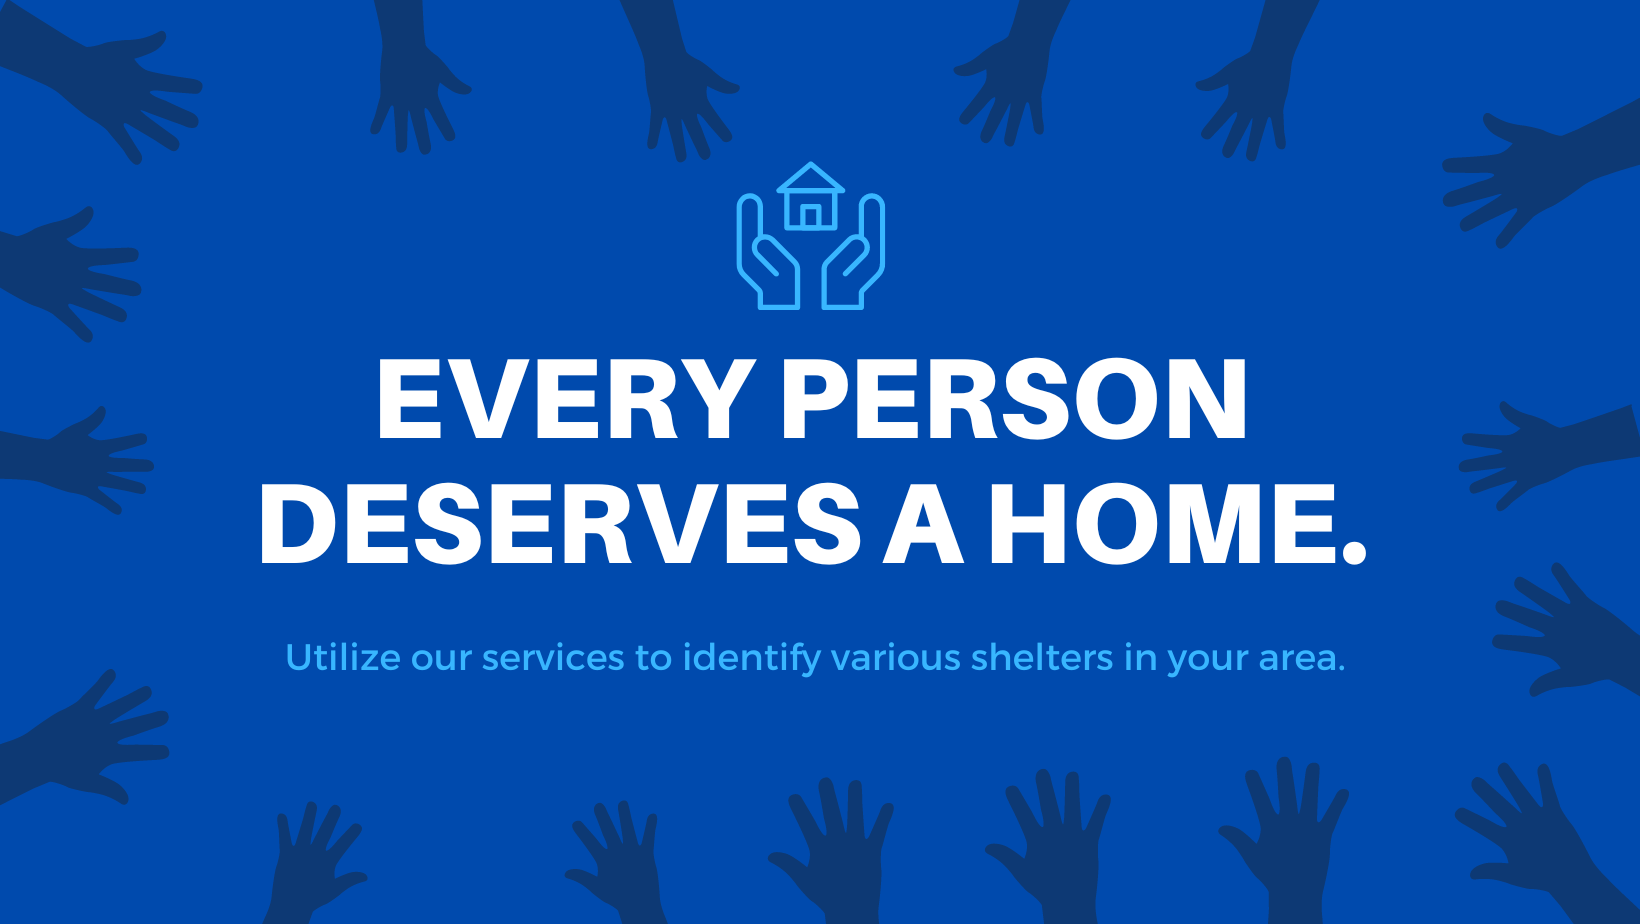 EVERY PERSON
DESERVES A HOME.
Utilize our services to identify various shelters in your area.